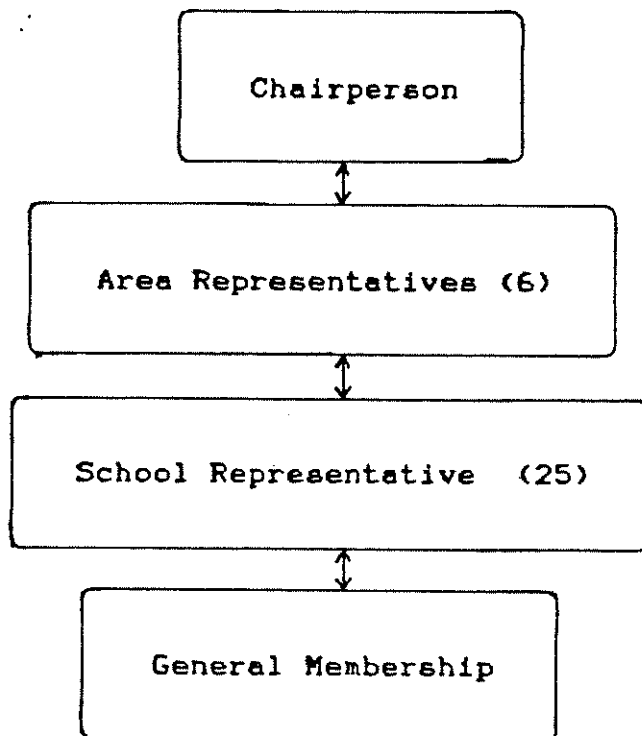 Chairperson
Area Representatives (6)
School Representative (25)
General Membership